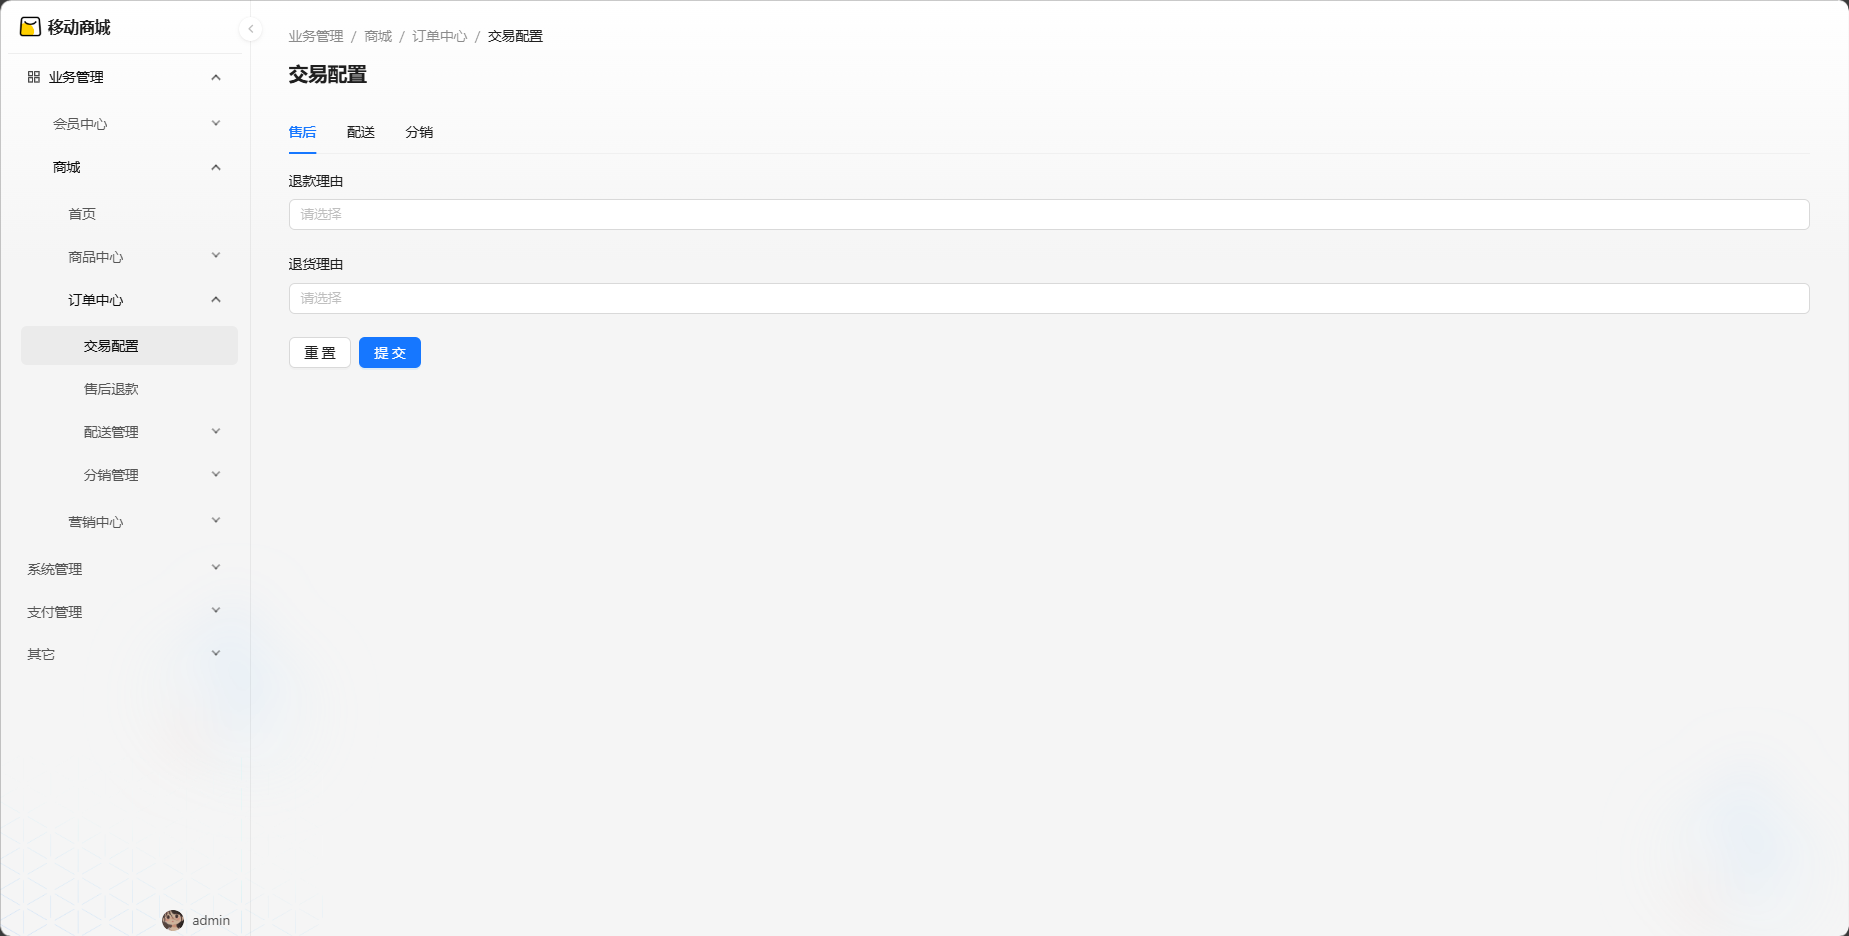 移动商城
业务管理
会员中心
商城
首页
商品中心
订单中心
交易配置
售后退款
配送管理
分销管理
营销中心
系统管理
支付管理
其它
admin
业务管理 / 商城 / 订单中心 / 交易配置
交易配置
售后 配送 分销
退款理由
请选择
退货理由
请选择
重置 提交